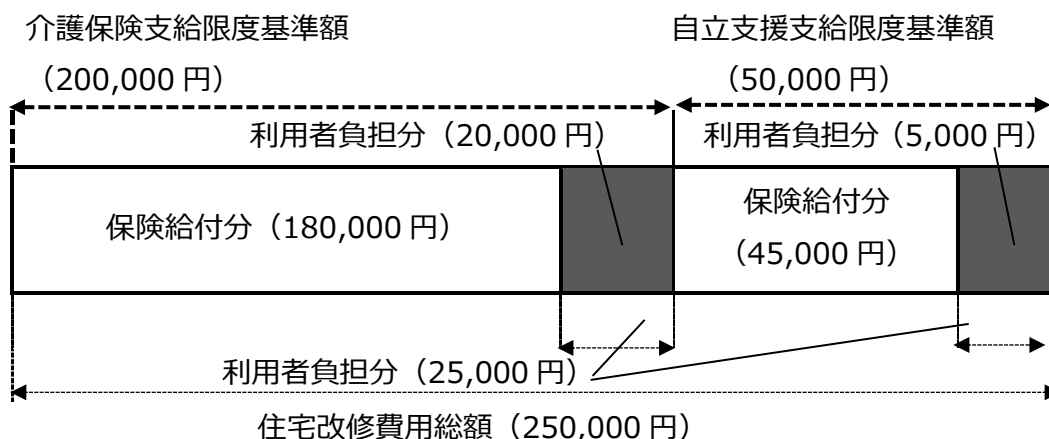 介護保険支給限度基準額
（200,000 円）
自立支援支給限度基準額
（50,000 円）
利用者負担分（20,000 円）
利用者負担分（5,000 円）
保険給付分（180,000 円）
保険給付分
（45,000 円）
利用者負担分（25,000 円）
住宅改修費用総額（250,000 円）